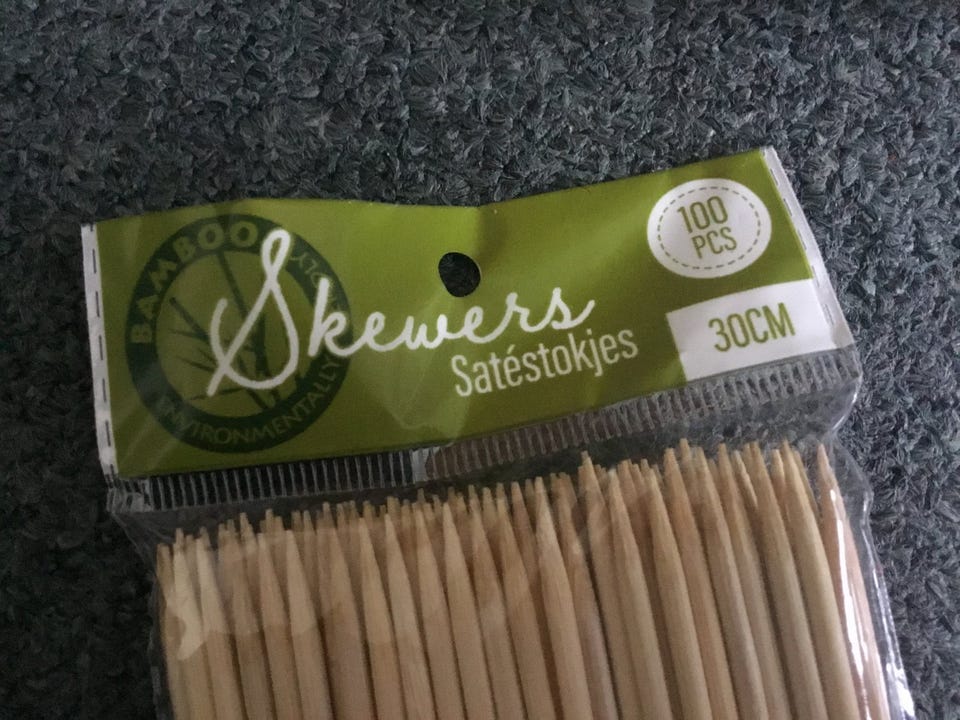 BAMBOO
ENVIRONMENTALLY
Skewers
Satéstokjes
100
PCS
30CM